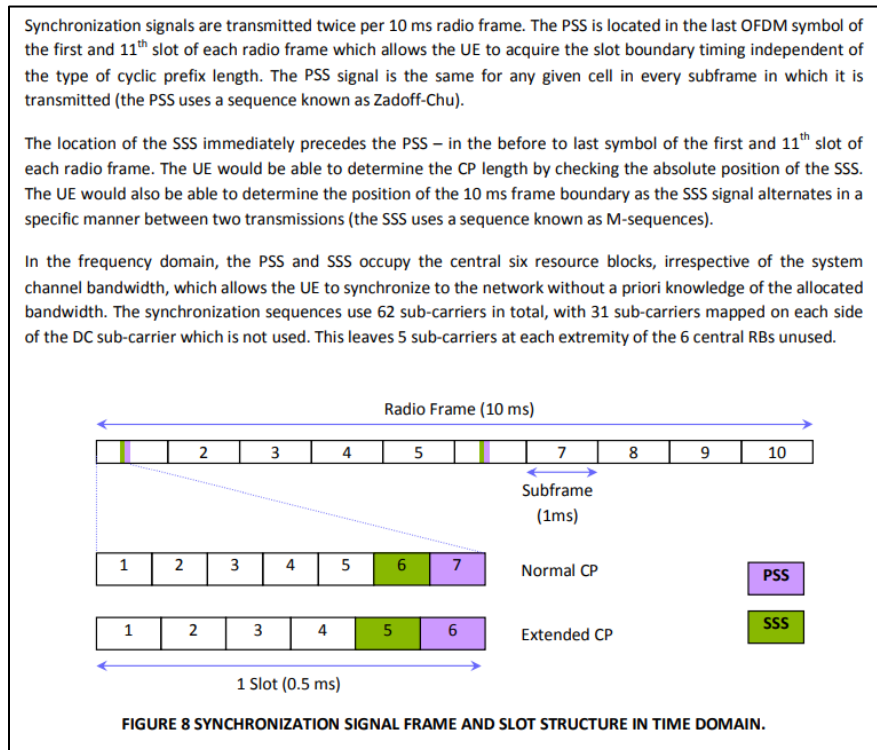 Synchronization signals are transmitted twice per 10 ms radio frame. The PSS is located in the last OFDM symbol of
the first and 11th slot of each radio frame which allows the UE to acquire the slot boundary timing independent of
the type of cyclic prefix length. The PSS signal is the same for any given cell in every subframe in which it is
transmitted (the PSS uses a sequence known as Zadoff-Chu).
The location of the SSS immediately precedes the PSS – in the before to last symbol of the first and 11th slot of
each radio frame. The UE would be able to determine the CP length by checking the absolute position of the SSS.
The UE would also be able to determine the position of the 10 ms frame boundary as the SSS signal alternates in a
specific manner between two transmissions (the SSS uses a sequence known as M-sequences).
In the frequency domain, the PSS and SSS occupy the central six resource blocks, irrespective of the system
channel bandwidth, which allows the UE to synchronize to the network without a priori knowledge of the allocated
bandwidth. The synchronization sequences use 62 sub-carriers in total, with 31 sub-carriers mapped on each side
of the DC sub-carrier which is not used. This leaves 5 sub-carriers at each extremity of the 6 central RBs unused.
Radio Frame (10 ms)
2 3 4 5 7 8 9 10
Subframe
(1ms)
1 2 3 4 5 6 7 Normal CP PSS
1 2 3 4 5 6 Extended CP SSS
1 Slot (0.5 ms)
FIGURE 8 SYNCHRONIZATION SIGNAL FRAME AND SLOT STRUCTURE IN TIME DOMAIN.